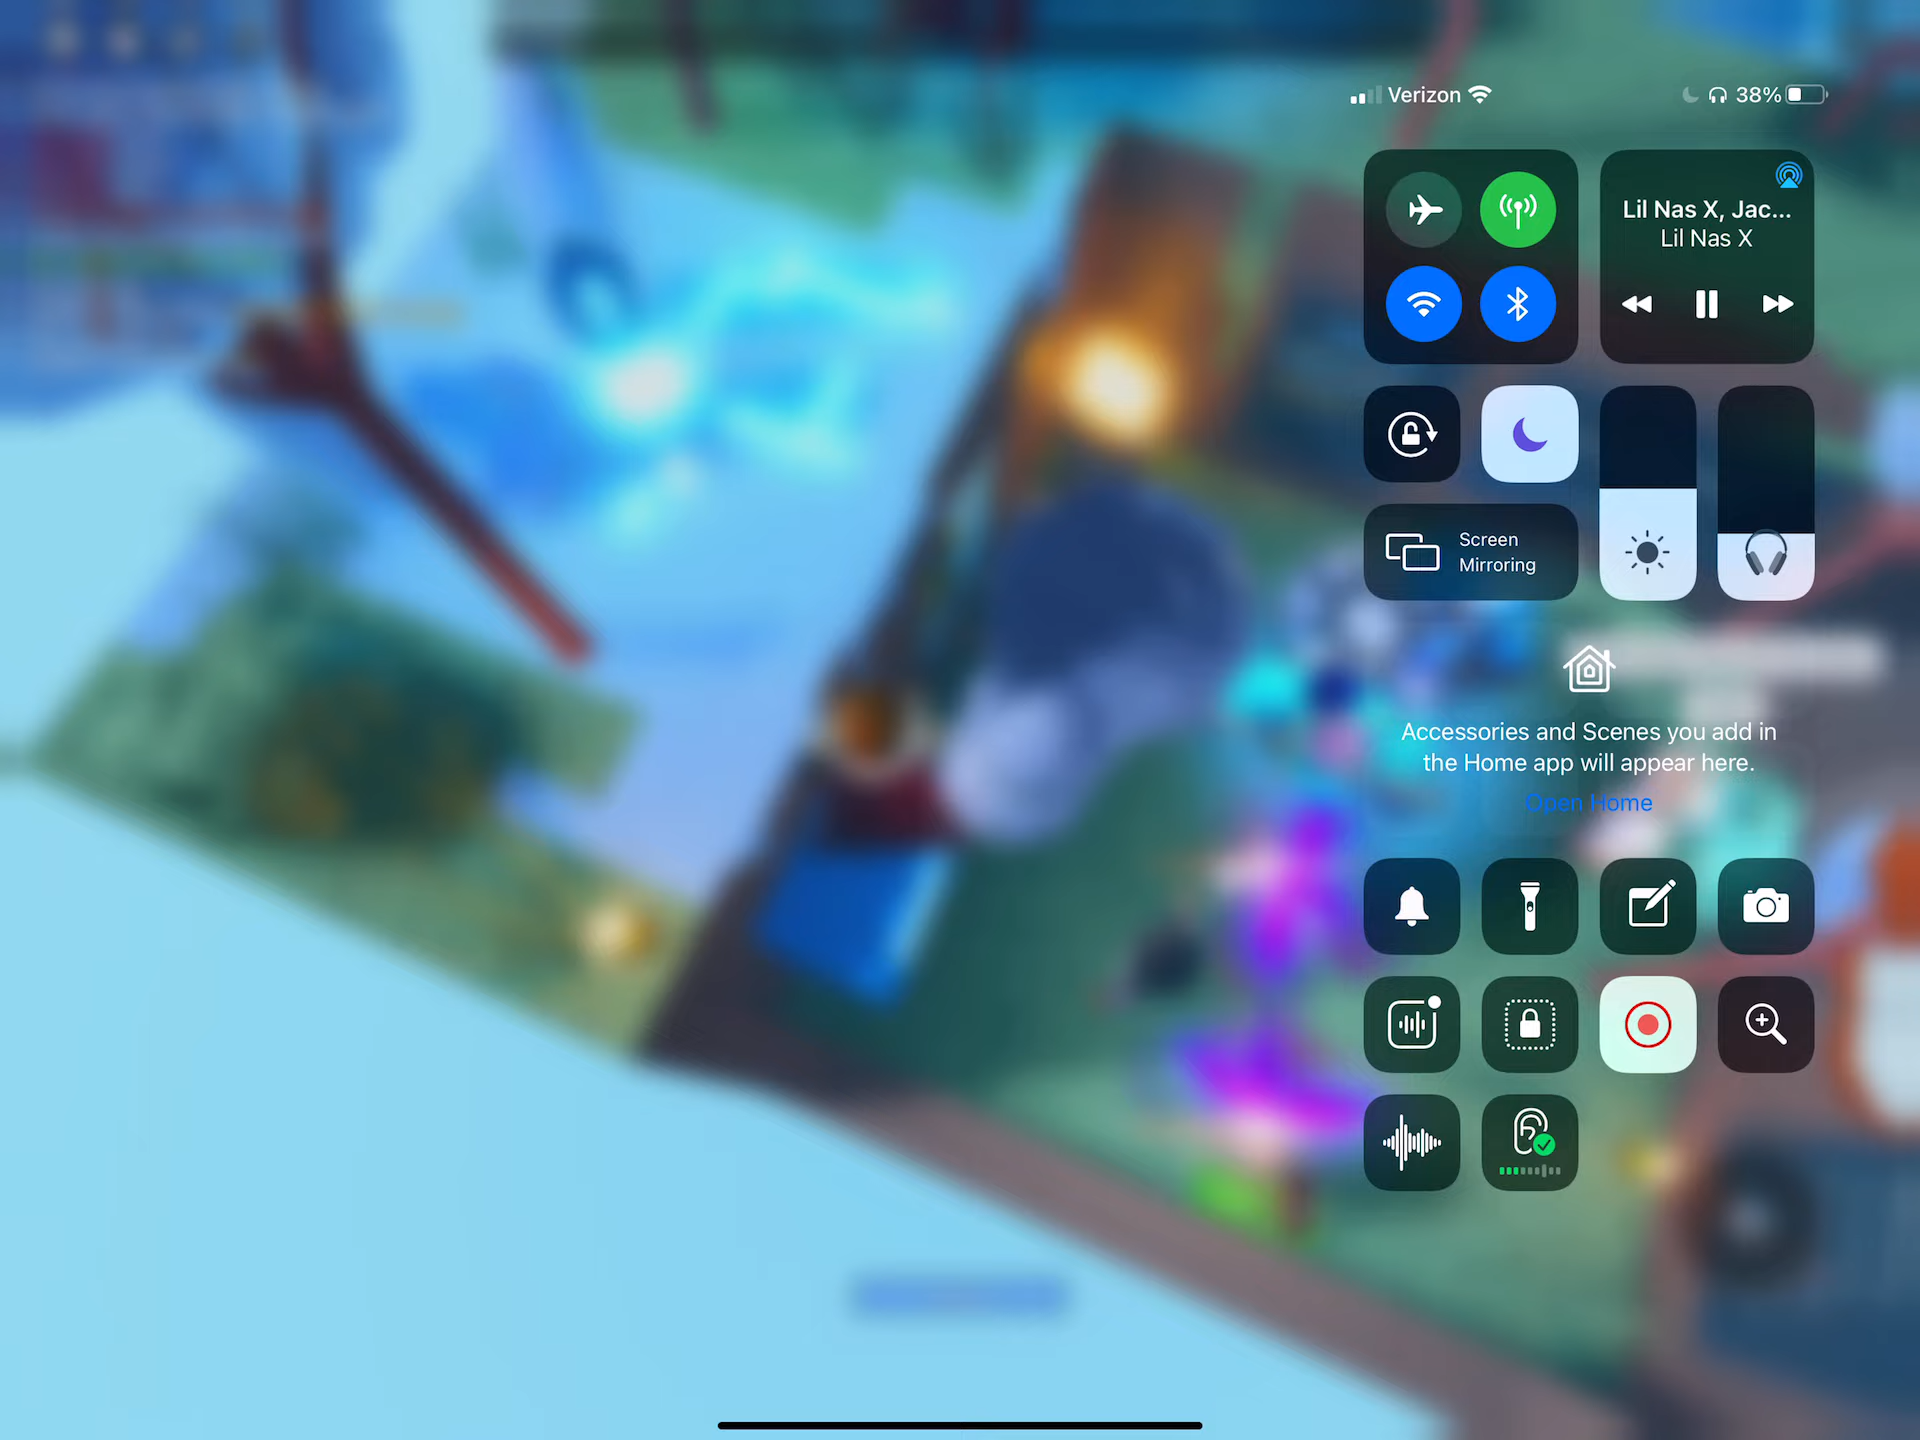 Verizon
38%
Lil Nas X, Jac...
Lil Nas X
Screen
Mirroring
Accessories and Scenes you add in
the Home app will appear here.
Open Home